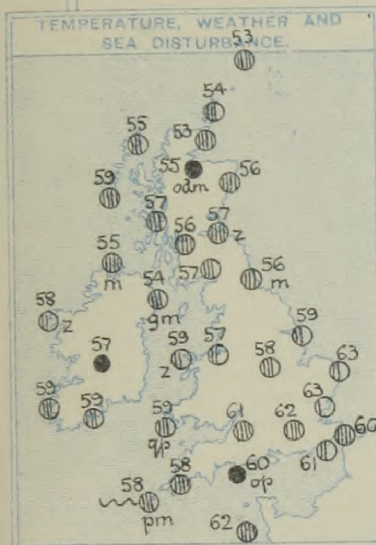 TEMPERATURE, WEATHER AND
SEA DISTURBANCE.
53
54
55 53
55 56
odm
59
57 57
56 z
55 57 56
m m
54
gm
58
z
59
57 59 57 58 63
z
59 59 59 61 62 63
qp 60
61
58 60
op
58
pm
62